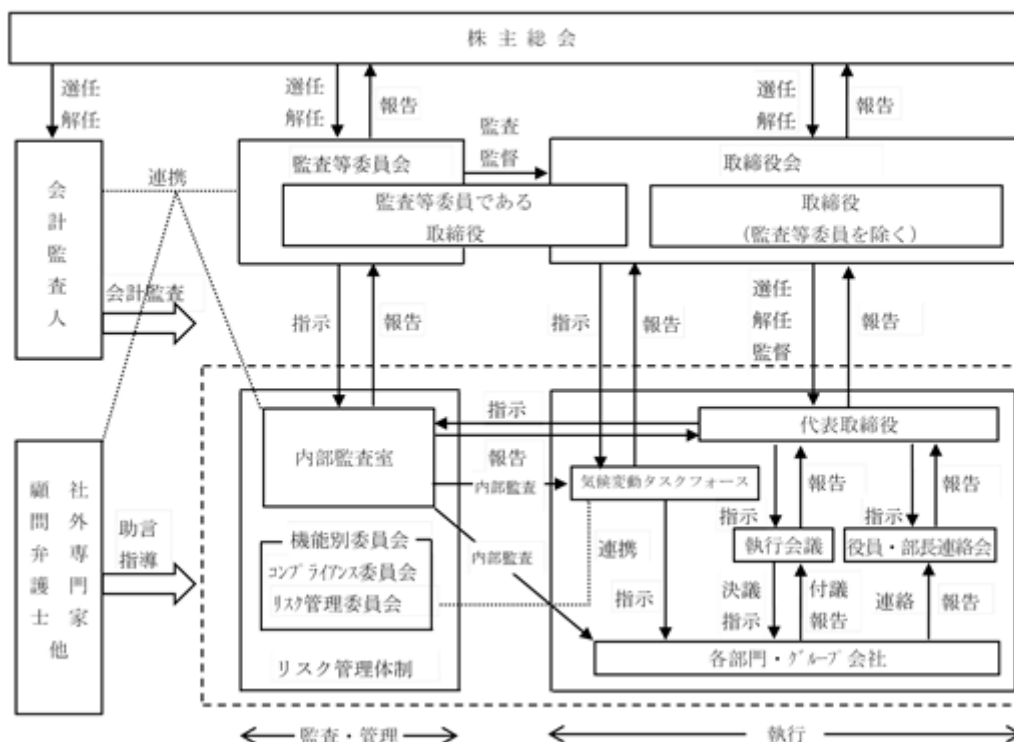 株主総会
選任
解任
選任
解任
報告
選任
解任
報告
監査
監督
会計監査人
連携
監査等委員会
監査等委員である
取締役
取締役会
取締役
(監査等委員を除く)
会計監査
指示
報告
指示
報告
選任
解任
監督
報告
指示
代表取締役
内部監査室
報告
内部監査
気候変動タスクフォース
指示
報告
指示
報告
顧問弁護士
社外専門家
他
助言
指導
機能別委員会
コンプライアンス委員会
リスク管理委員会
内部監査
連携
執行会議
役員・部長連絡会
指示
決議
指示
付議
報告
連絡
報告
リスク管理体制
各部門・グループ会社
監査・管理
執行